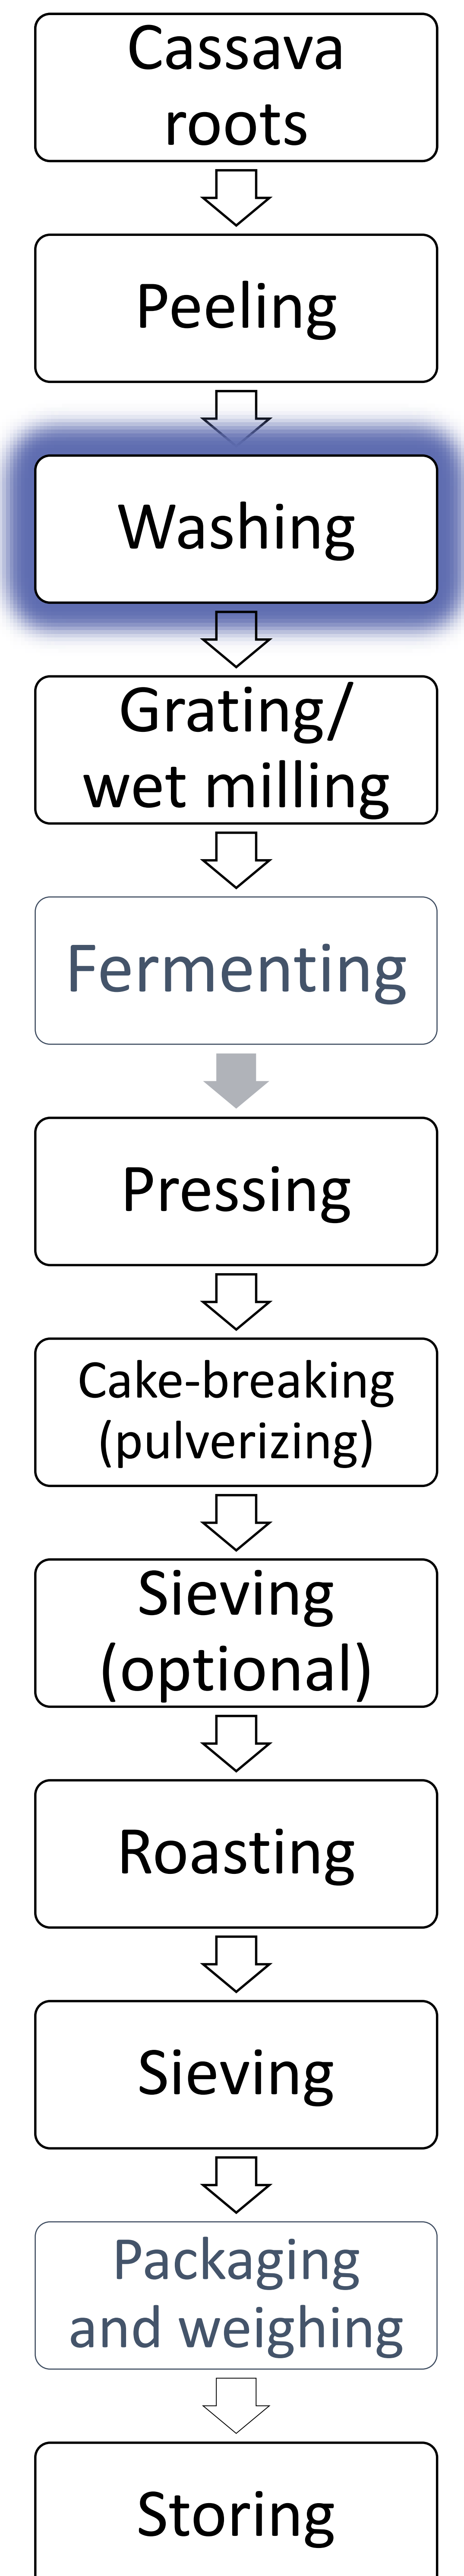 Cassava
roots
Peeling
Washing
Grating/
wet milling
Fermenting
Pressing
Cake-breaking
(pulverizing)
Sieving
(optional)
Roasting
Sieving
Packaging
and weighing
Storing